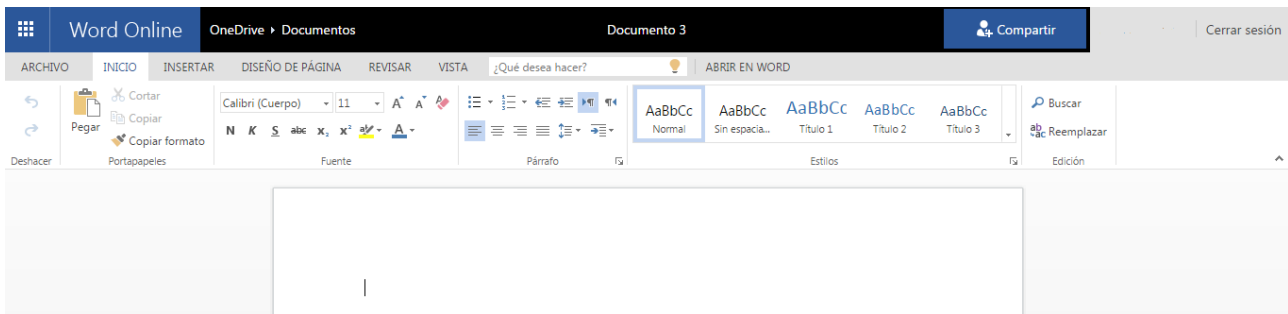 Word Online OneDrive ▸ Documentos Documento 3 Compartir Cerrar sesión
ARCHIVO INICIO INSERTAR DISEÑO DE PÁGINA REVISAR VISTA ¿Qué desea hacer? ABRIR EN WORD
Pegar
Cortar
Copiar
Copiar formato
Calibri (Cuerpo) 11 A A
N K S abc x₂ x² ab A
AaBbCc AaBbCc AaBbCc AaBbCc AaBbCc
Normal Sin espacia... Título 1 Título 2 Título 3
Buscar
Reemplazar
Deshacer Portapapeles Fuente Párrafo Estilos Edición